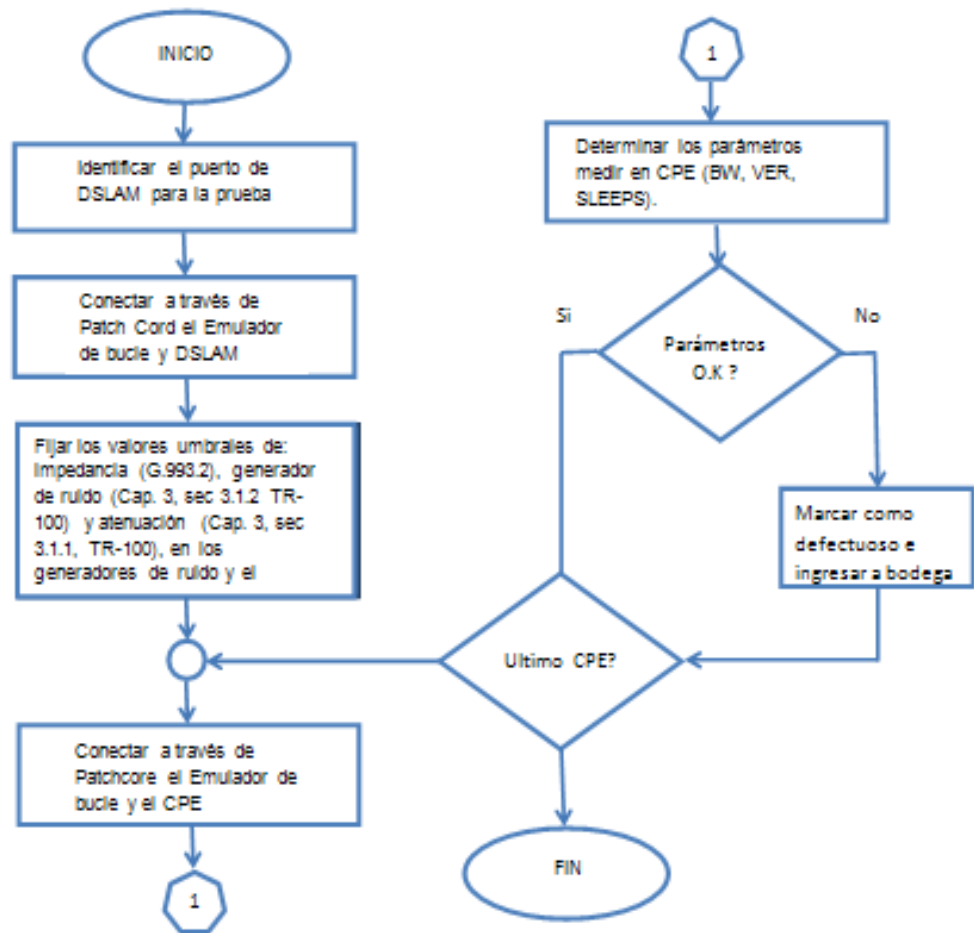 INICIO
Identificar el puerto de
DSLAM para la prueba
Conectar a través de
Patch Cord el Emulador
de bucle y DSLAM
Fijar los valores umbrales de:
Impedancia (G.993.2), generador
de ruido (Cap. 3, sec 3.1.2 TR-
100) y atenuación (Cap. 3, sec
3.1.1, TR-100), en los
generadores de ruido y el
Conectar a través de
Patchcore el Emulador de
bucle y el CPE
1
1
Determinar los parámetros
medir en CPE (BW, VER,
SLEEPS).
Si
No
Parámetros
O.K ?
Marcar como
defectuoso e
ingresar a bodega
Ultimo CPE?
FIN